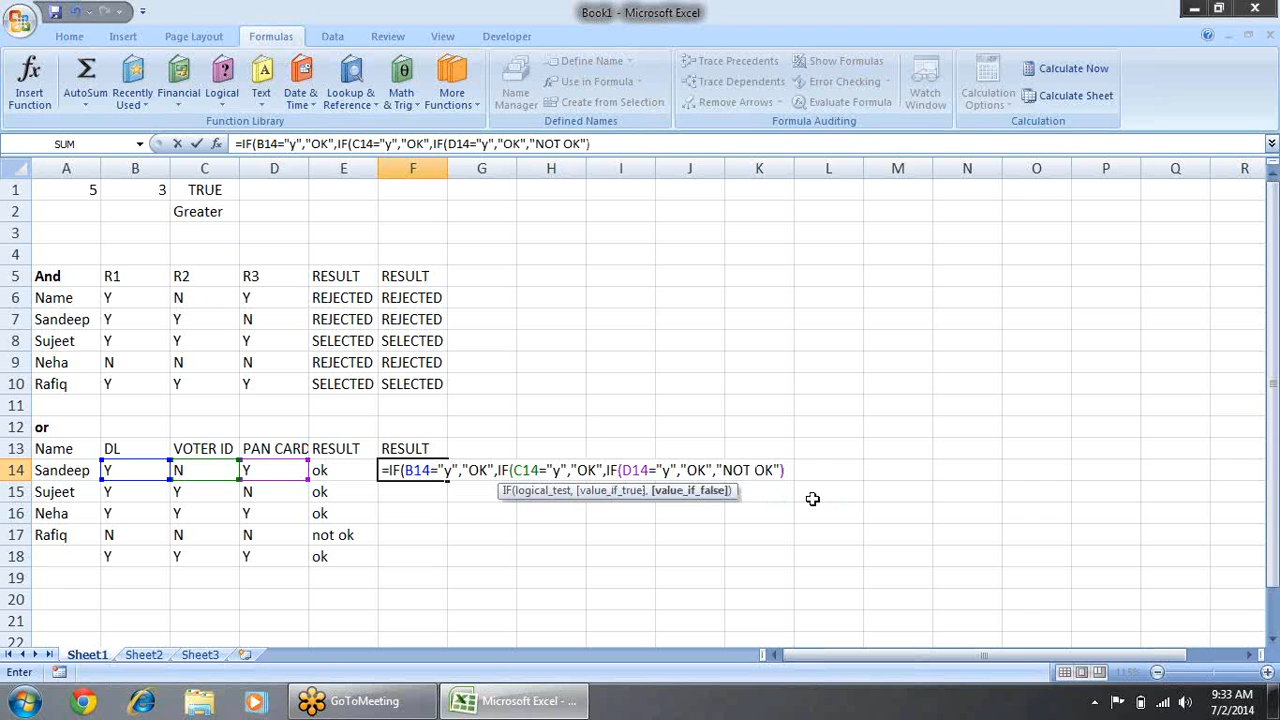 Book1 - Microsoft Excel
Home Insert Page Layout Formulas Data Review View Developer
Insert Function
AutoSum
Recently Used
Financial
Logical
Text
Date & Time
Lookup & Reference
Math & Trig
More Functions
Function Library
Name Manager
Define Name
Use in Formula
Create from Selection
Defined Names
Trace Precedents
Trace Dependents
Remove Arrows
Show Formulas
Error Checking
Evaluate Formula
Watch Window
Formula Auditing
Calculation Options
Calculate Now
Calculate Sheet
Calculation
SUM fx =IF(B14="y","OK",IF(C14="y","OK",IF(D14="y","OK","NOT OK")
A B C D E F G H I J K L M N O P Q R
1 5 3 TRUE
2 Greater
3
4
5 And R1 R2 R3 RESULT RESULT
6 Name Y N Y REJECTED REJECTED
7 Sandeep Y Y N REJECTED REJECTED
8 Sujeet Y Y Y SELECTED SELECTED
9 Neha N N N REJECTED REJECTED
10 Rafiq Y Y Y SELECTED SELECTED
11
12 or
13 Name DL VOTER ID PAN CARD RESULT RESULT
14 Sandeep Y N Y ok =IF(B14="y","OK",IF(C14="y","OK",IF(D14="y","OK","NOT OK")
IF(logical_test, [value_if_true], [value_if_false])
15 Sujeet Y Y N ok
16 Neha Y Y Y ok
17 Rafiq N N N not ok
18 Y Y Y ok
19
20
21
22
Sheet1 Sheet2 Sheet3
Enter 115%
GoToMeeting
Microsoft Excel - ...
9:33 AM
7/2/2014